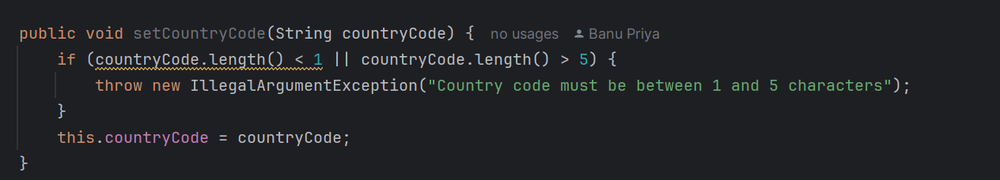 public void setCountryCode(String countryCode) { no usages Banu Priya
if (countryCode.length() < 1 || countryCode.length() > 5) {
throw new IllegalArgumentException("Country code must be between 1 and 5 characters");
}
this.countryCode = countryCode;
}